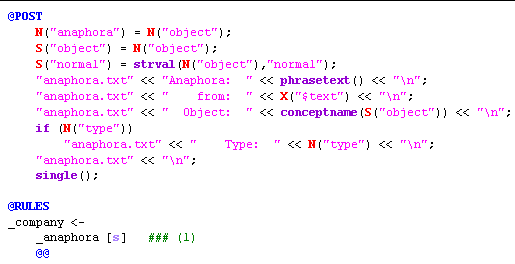 @POST
    N("anaphora") = N("object");
    S("object") = N("object");
    S("normal") = strval(N("object"),"normal");
    "anaphora.txt" << "Anaphora:  " << phrasetext() << "\n";
    "anaphora.txt" << "    from:  " << X("$text") << "\n";
    "anaphora.txt" << "  Object:  " << conceptname(S("object")) << "\n";
    if (N("type"))
        "anaphora.txt" << "    Type:  " << N("type") << "\n";
    "anaphora.txt" << "\n";
    single();

@RULES
_company <-
    _anaphora [s]   ### (1)
    @@